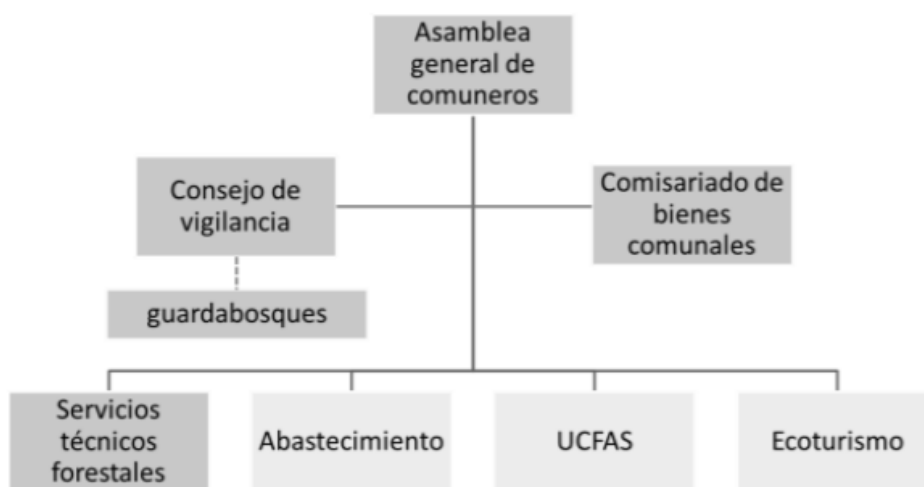 Asamblea
general de
comuneros
Consejo de
vigilancia
Comisariado de
bienes
comunales
guardabosques
Servicios
técnicos
forestales
Abastecimiento
UCFAS
Ecoturismo